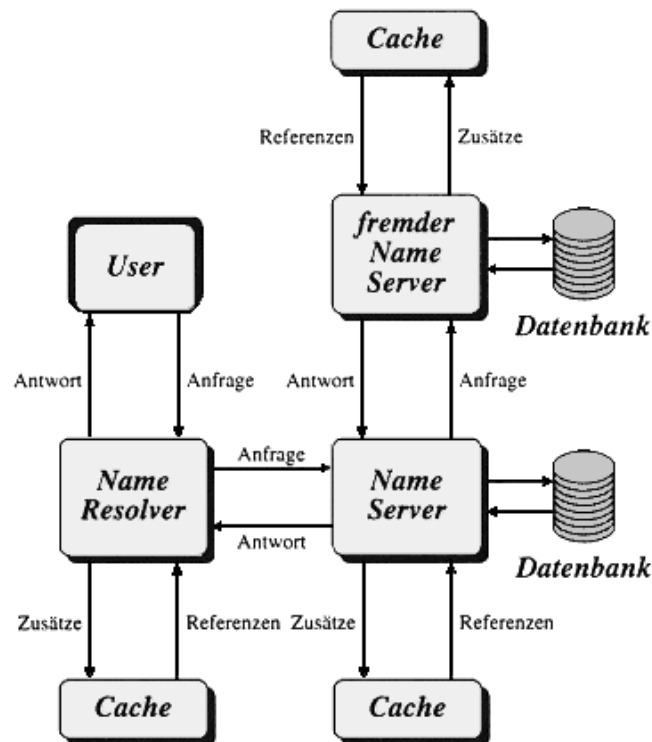 Cache
Referenzen
Zusätze
fremder
Name
Server
User
Datenbank
Antwort
Anfrage
Antwort
Anfrage
Name
Resolver
Anfrage
Antwort
Name
Server
Datenbank
Zusätze
Referenzen
Zusätze
Referenzen
Cache
Cache